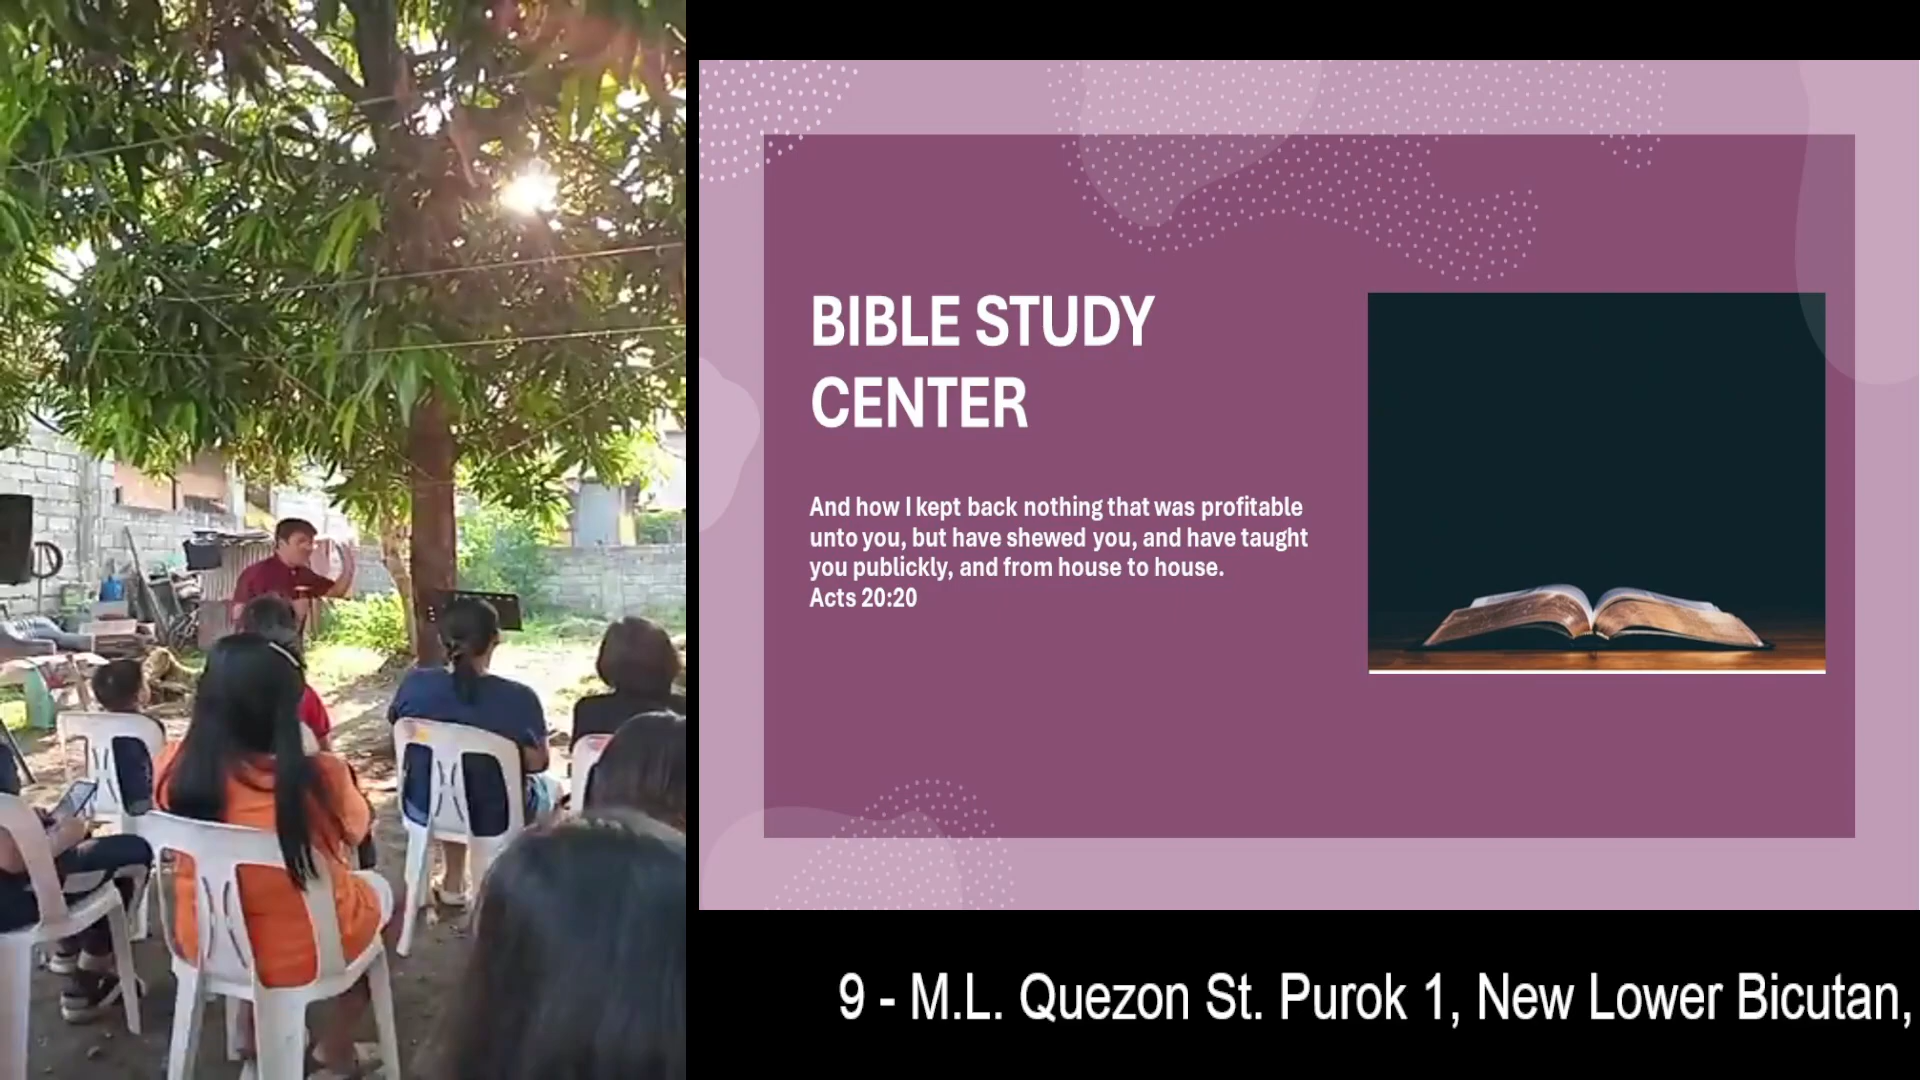 BIBLE STUDY
CENTER
And how I kept back nothing that was profitable
unto you, but have shewed you, and have taught
you publickly, and from house to house.
Acts 20:20
9 - M.L. Quezon St. Purok 1, New Lower Bicutan,